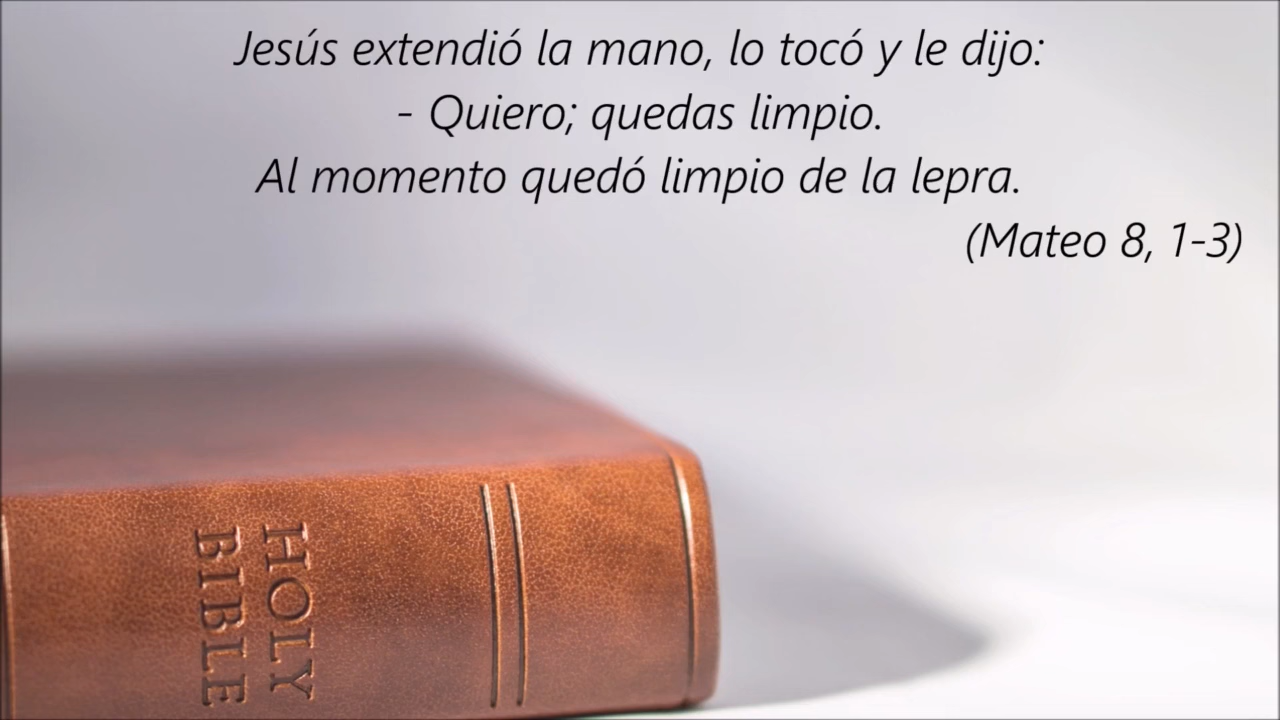 Jesús extendió la mano, lo tocó y le dijo:
- Quiero; quedas limpio.
Al momento quedó limpio de la lepra.
(Mateo 8, 1-3)
HOLY
BIBLE